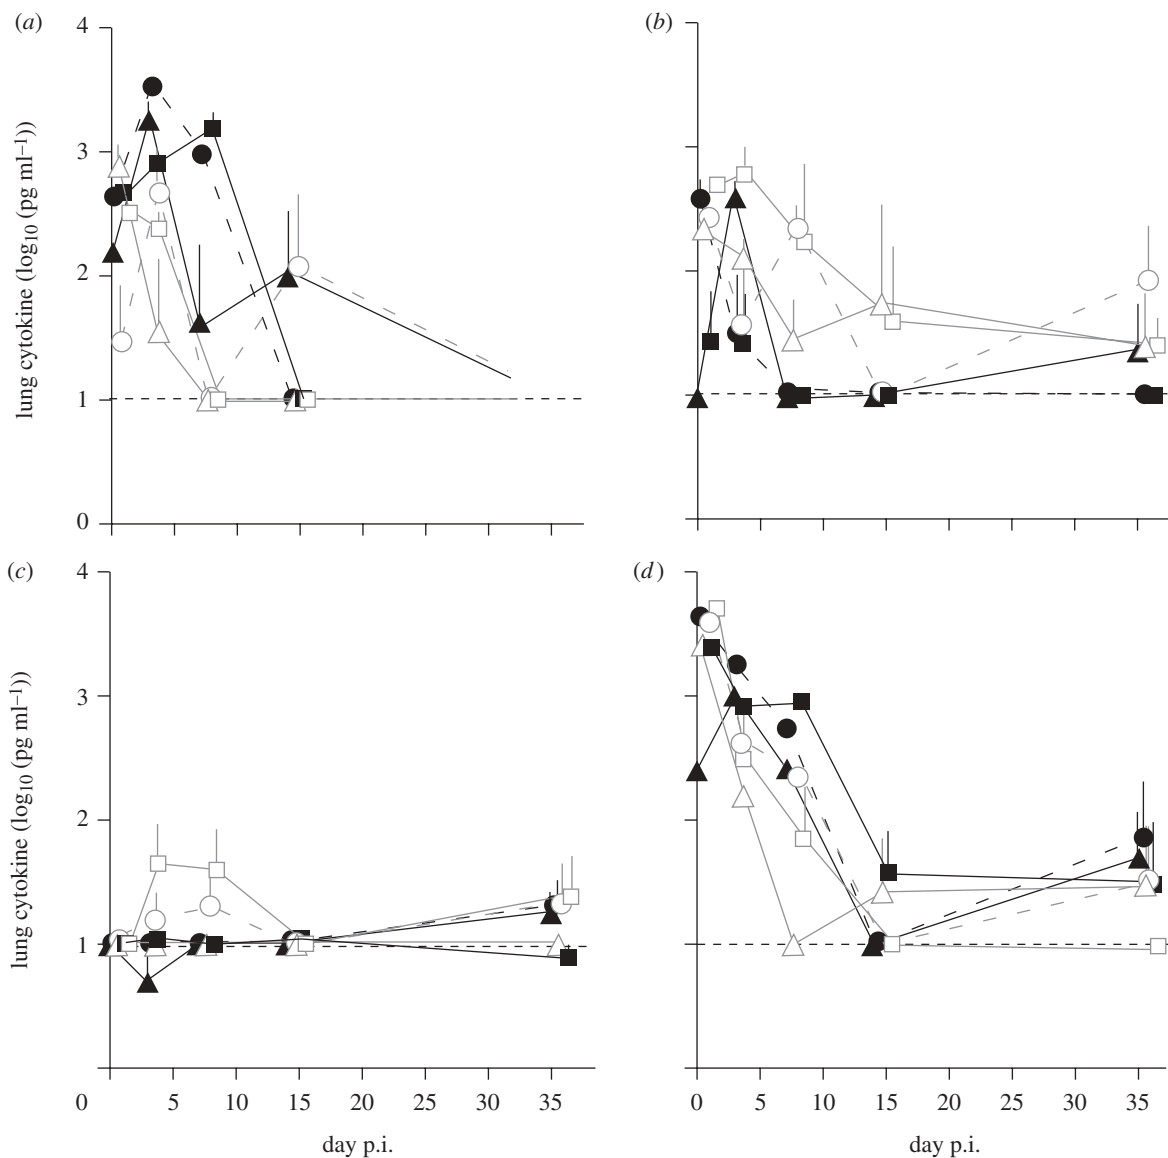 (a)
(b)
4
3
2
1
0
lung cytokine (log₁₀ (pg ml⁻¹))
(c)
(d)
4
3
2
1
lung cytokine (log₁₀ (pg ml⁻¹))
0 5 10 15 20 25 30 35
0 5 10 15 20 25 30 35
day p.i.
day p.i.